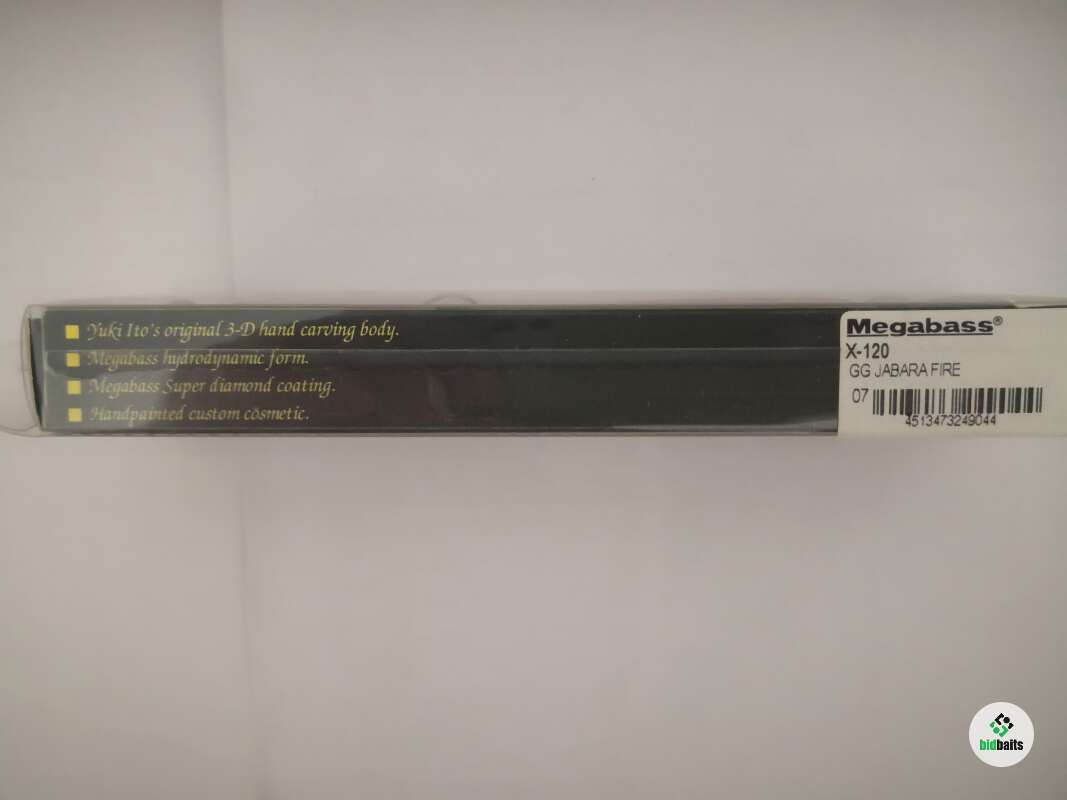 Yuki Ito's original 3-D hand carving body.
Megabass hydrodynamic form.
Megabass Super diamond coating.
Handpainted custom cosmetic.
Megabass®
X-120
GG JABARA FIRE
07
4513473249044
bidbaits